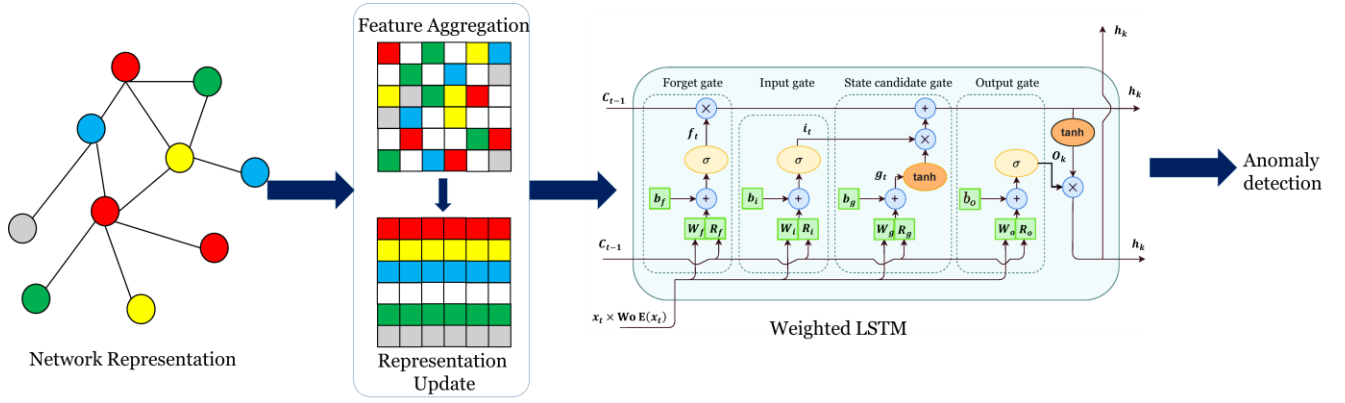 Network Representation
Feature Aggregation
Representation
Update
h_k
Forget gate
Input gate
State candidate gate
Output gate
C_{t−1}
×
+
h_k
f_t
i_t
×
tanh
σ
σ
g_t
tanh
σ
O_k
×
b_f
+
b_i
+
b_g
+
b_o
+
W_f R_f
W_i R_i
W_g R_g
W_o R_o
C_{t−1}
h_k
x_t × Wo E(x_t)
Weighted LSTM
Anomaly
detection